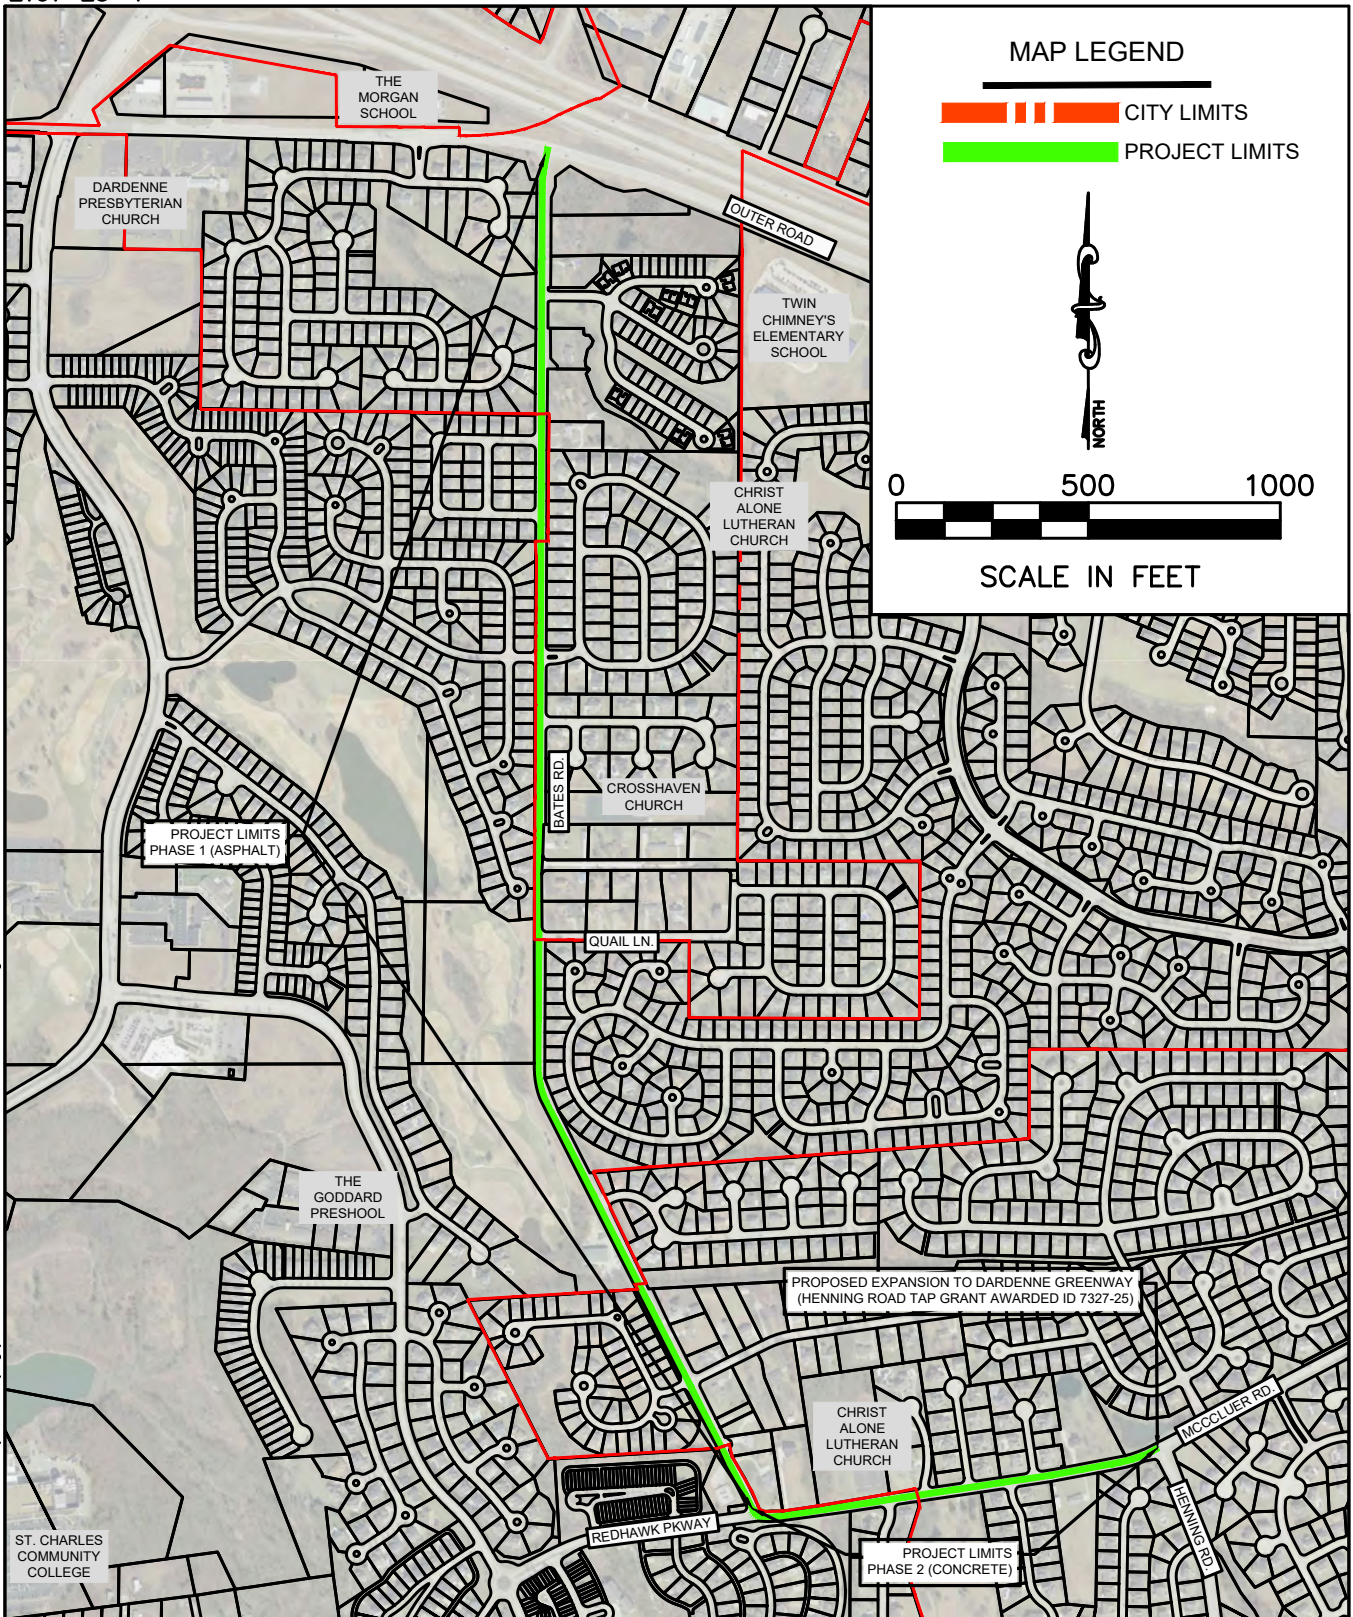 MAP LEGEND
CITY LIMITS
PROJECT LIMITS
NORTH
0 500 1000
SCALE IN FEET
THE
MORGAN
SCHOOL
DARDENNE
PRESBYTERIAN
CHURCH
OUTER ROAD
TWIN
CHIMNEY'S
ELEMENTARY
SCHOOL
CHRIST
ALONE
LUTHERAN
CHURCH
BATES RD.
CROSSHAVEN
CHURCH
PROJECT LIMITS
PHASE 1 (ASPHALT)
QUAIL LN.
THE
GODDARD
PRESHOOL
PROPOSED EXPANSION TO DARDENNE GREENWAY
(HENNING ROAD TAP GRANT AWARDED ID 7327-25)
MCCCLUER RD.
CHRIST
ALONE
LUTHERAN
CHURCH
HENNING RD.
REDHAWK PKWAY
PROJECT LIMITS
PHASE 2 (CONCRETE)
ST. CHARLES
COMMUNITY
COLLEGE